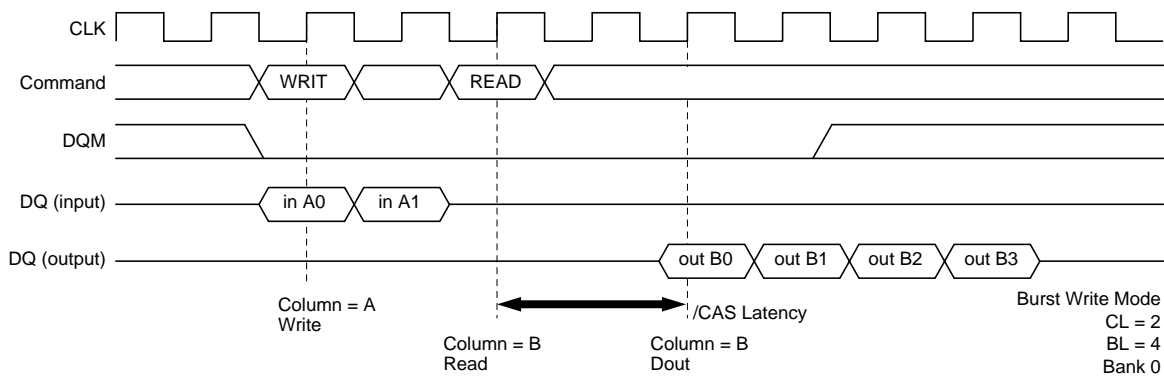 CLK
Command
WRIT
READ
DQM
DQ (input)
in A0
in A1
DQ (output)
out B0
out B1
out B2
out B3
Column = A
Write
/CAS Latency
Column = B
Read
Column = B
Dout
Burst Write Mode
CL = 2
BL = 4
Bank 0